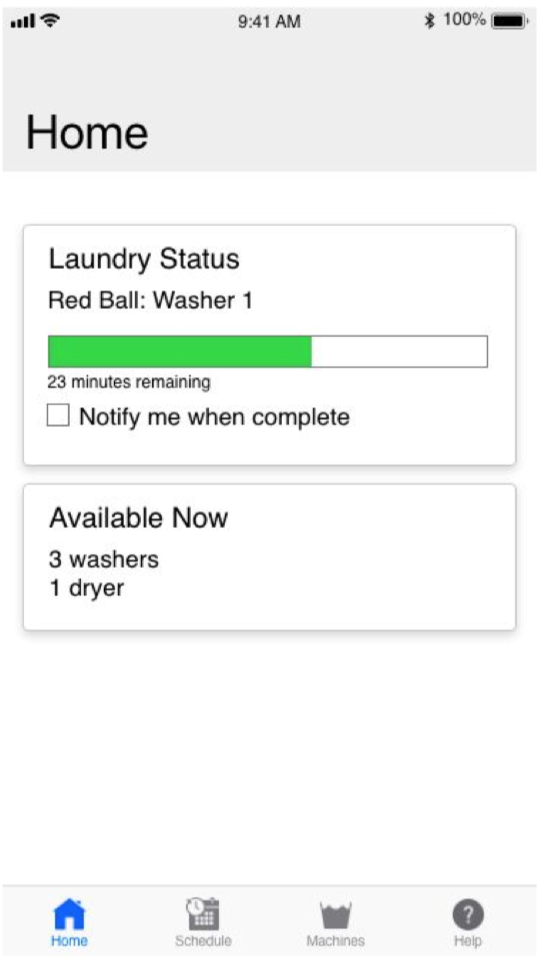 9:41 AM
100%
Home
Laundry Status
Red Ball: Washer 1
23 minutes remaining
Notify me when complete
Available Now
3 washers
1 dryer
?
Home
Schedule
Machines
Help